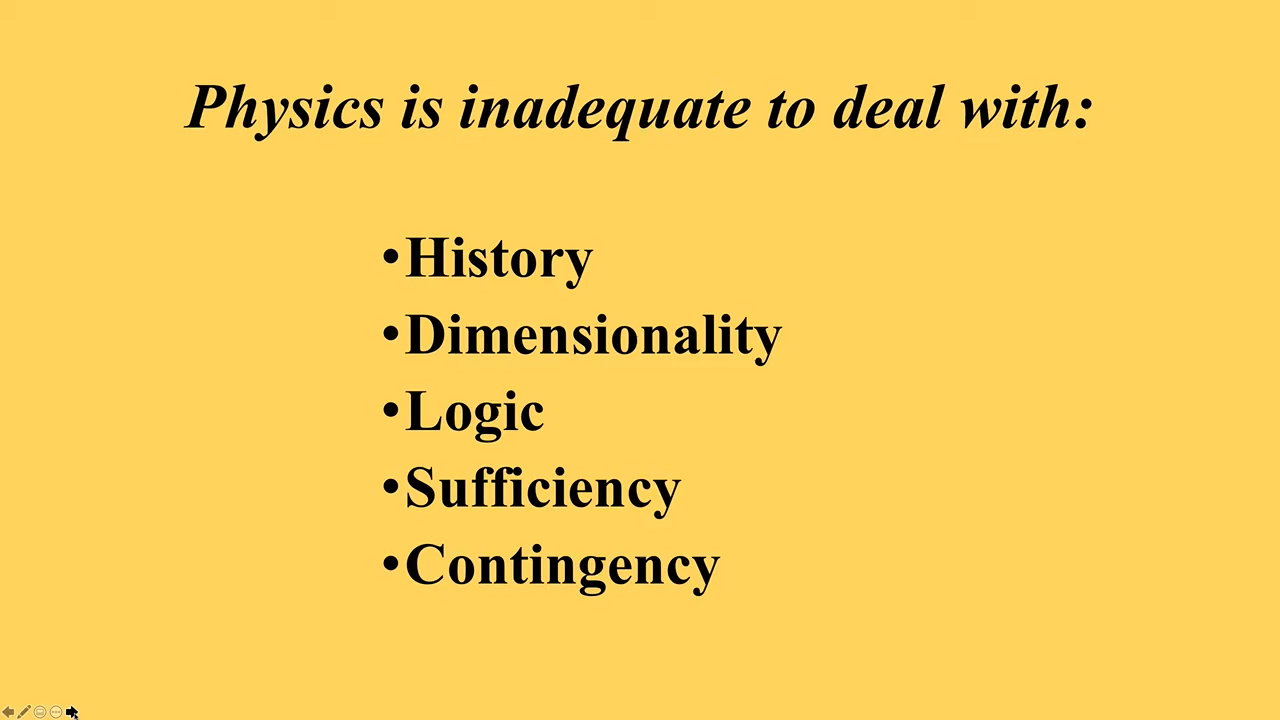 Physics is inadequate to deal with:
•History
•Dimensionality
•Logic
•Sufficiency
•Contingency